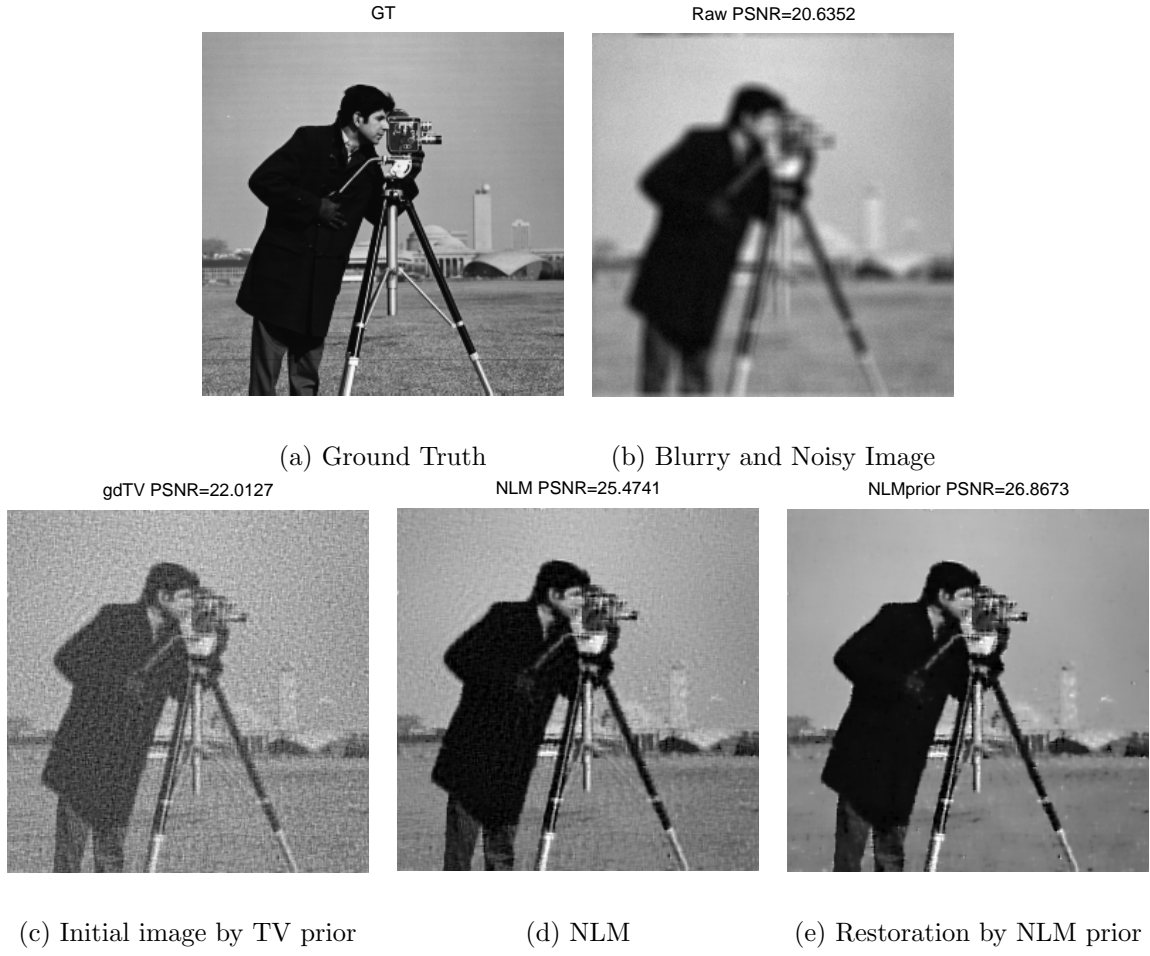 GT
Raw PSNR=20.6352
(a) Ground Truth
(b) Blurry and Noisy Image
gdTV PSNR=22.0127
NLM PSNR=25.4741
NLMprior PSNR=26.8673
(c) Initial image by TV prior
(d) NLM
(e) Restoration by NLM prior